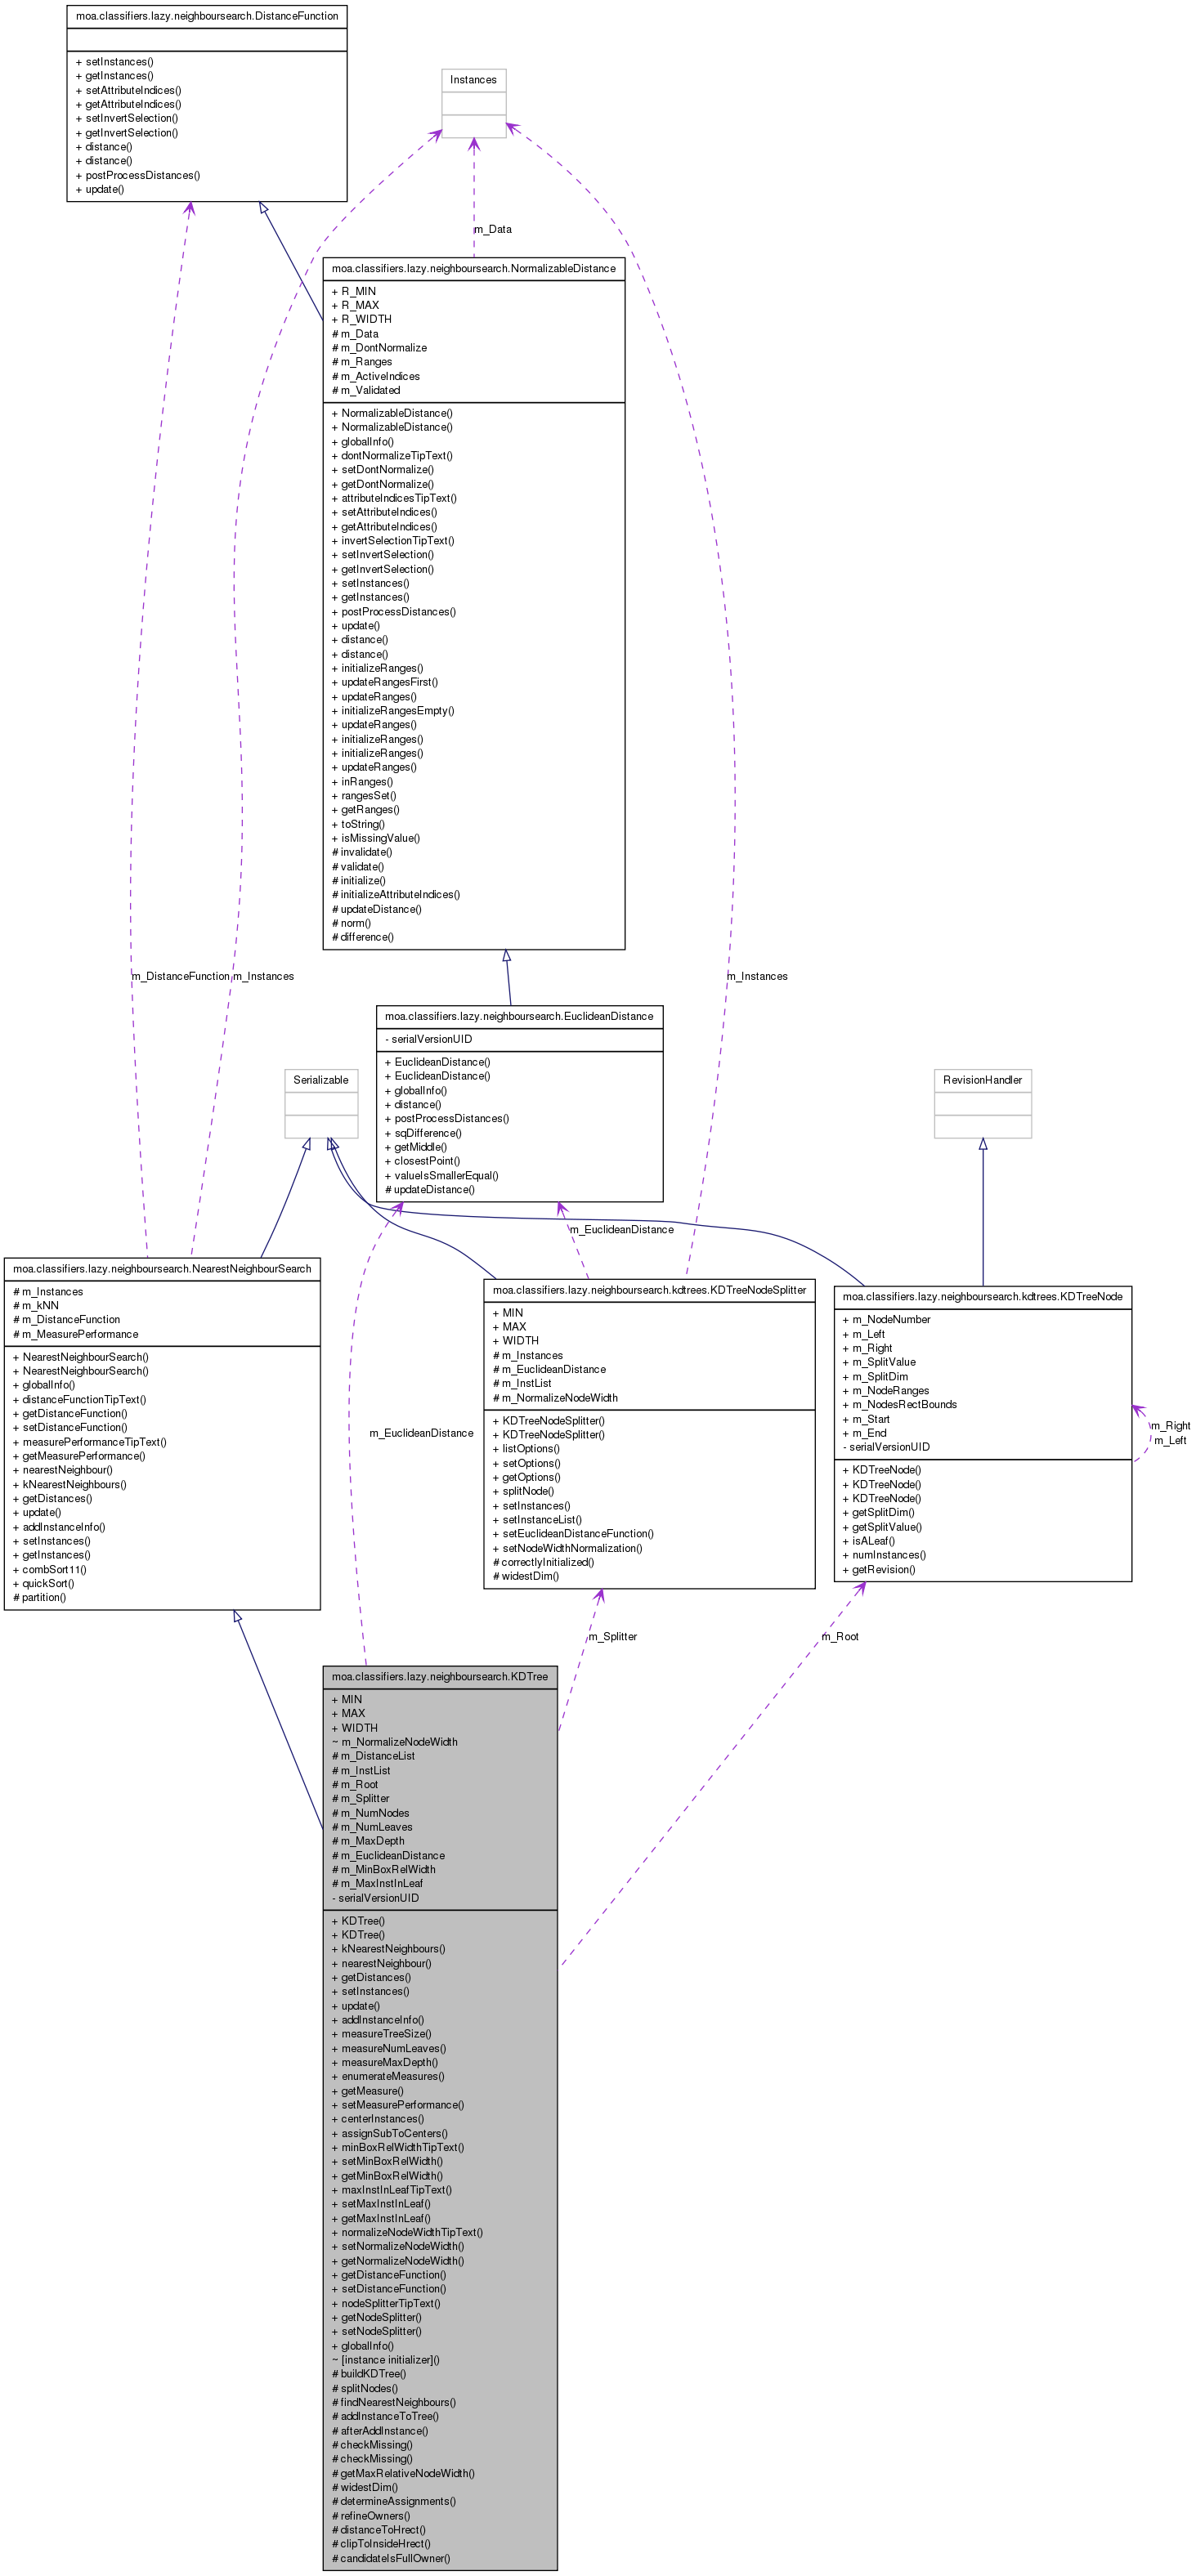 moa.classifiers.lazy.neighboursearch.DistanceFunction
+ setInstances()
+ getInstances()
+ setAttributeIndices()
+ getAttributeIndices()
+ setInvertSelection()
+ getInvertSelection()
+ distance()
+ distance()
+ postProcessDistances()
+ update()
Instances
m_Data
moa.classifiers.lazy.neighboursearch.NormalizableDistance
+ R_MIN
+ R_MAX
+ R_WIDTH
# m_Data
# m_DontNormalize
# m_Ranges
# m_ActiveIndices
# m_Validated
+ NormalizableDistance()
+ NormalizableDistance()
+ globalInfo()
+ dontNormalizeTipText()
+ setDontNormalize()
+ getDontNormalize()
+ attributeIndicesTipText()
+ setAttributeIndices()
+ getAttributeIndices()
+ invertSelectionTipText()
+ setInvertSelection()
+ getInvertSelection()
+ setInstances()
+ getInstances()
+ postProcessDistances()
+ update()
+ distance()
+ distance()
+ initializeRanges()
+ updateRangesFirst()
+ updateRanges()
+ initializeRangesEmpty()
+ updateRanges()
+ initializeRanges()
+ initializeRanges()
+ updateRanges()
+ inRanges()
+ rangesSet()
+ getRanges()
+ toString()
+ isMissingValue()
# invalidate()
# validate()
# initialize()
# initializeAttributeIndices()
# updateDistance()
# norm()
# difference()
m_DistanceFunction
m_Instances
m_Instances
moa.classifiers.lazy.neighboursearch.EuclideanDistance
- serialVersionUID
+ EuclideanDistance()
+ EuclideanDistance()
+ globalInfo()
+ distance()
+ postProcessDistances()
+ sqDifference()
+ getMiddle()
+ closestPoint()
+ valueIsSmallerEqual()
# updateDistance()
Serializable
RevisionHandler
m_EuclideanDistance
moa.classifiers.lazy.neighboursearch.NearestNeighbourSearch
# m_Instances
# m_kNN
# m_DistanceFunction
# m_MeasurePerformance
+ NearestNeighbourSearch()
+ NearestNeighbourSearch()
+ globalInfo()
+ distanceFunctionTipText()
+ getDistanceFunction()
+ setDistanceFunction()
+ measurePerformanceTipText()
+ getMeasurePerformance()
+ nearestNeighbour()
+ kNearestNeighbours()
+ getDistances()
+ update()
+ addInstanceInfo()
+ setInstances()
+ getInstances()
+ combSort11()
+ quickSort()
# partition()
m_EuclideanDistance
moa.classifiers.lazy.neighboursearch.kdtrees.KDTreeNodeSplitter
+ MIN
+ MAX
+ WIDTH
# m_Instances
# m_EuclideanDistance
# m_InstList
# m_NormalizeNodeWidth
+ KDTreeNodeSplitter()
+ KDTreeNodeSplitter()
+ listOptions()
+ setOptions()
+ getOptions()
+ splitNode()
+ setInstances()
+ setInstanceList()
+ setEuclideanDistanceFunction()
+ setNodeWidthNormalization()
# correctlyInitialized()
# widestDim()
moa.classifiers.lazy.neighboursearch.kdtrees.KDTreeNode
+ m_NodeNumber
+ m_Left
+ m_Right
+ m_SplitValue
+ m_SplitDim
+ m_NodeRanges
+ m_NodesRectBounds
+ m_Start
+ m_End
- serialVersionUID
+ KDTreeNode()
+ KDTreeNode()
+ KDTreeNode()
+ getSplitDim()
+ getSplitValue()
+ isALeaf()
+ numInstances()
+ getRevision()
m_Right
m_Left
m_Splitter
m_Root
moa.classifiers.lazy.neighboursearch.KDTree
+ MIN
+ MAX
+ WIDTH
~ m_NormalizeNodeWidth
# m_DistanceList
# m_InstList
# m_Root
# m_Splitter
# m_NumNodes
# m_NumLeaves
# m_MaxDepth
# m_EuclideanDistance
# m_MinBoxRelWidth
# m_MaxInstInLeaf
- serialVersionUID
+ KDTree()
+ KDTree()
+ kNearestNeighbours()
+ nearestNeighbour()
+ getDistances()
+ setInstances()
+ update()
+ addInstanceInfo()
+ measureTreeSize()
+ measureNumLeaves()
+ measureMaxDepth()
+ enumerateMeasures()
+ getMeasure()
+ setMeasurePerformance()
+ centerInstances()
+ assignSubToCenters()
+ minBoxRelWidthTipText()
+ setMinBoxRelWidth()
+ getMinBoxRelWidth()
+ maxInstInLeafTipText()
+ setMaxInstInLeaf()
+ getMaxInstInLeaf()
+ normalizeNodeWidthTipText()
+ setNormalizeNodeWidth()
+ getNormalizeNodeWidth()
+ getDistanceFunction()
+ setDistanceFunction()
+ nodeSplitterTipText()
+ getNodeSplitter()
+ setNodeSplitter()
+ globalInfo()
~ [instance initializer]()
# buildKDTree()
# splitNodes()
# findNearestNeighbours()
# addInstanceToTree()
# afterAddInstance()
# checkMissing()
# checkMissing()
# getMaxRelativeNodeWidth()
# widestDim()
# determineAssignments()
# refineOwners()
# distanceToHrect()
# clipToInsideHrect()
# candidateIsFullOwner()